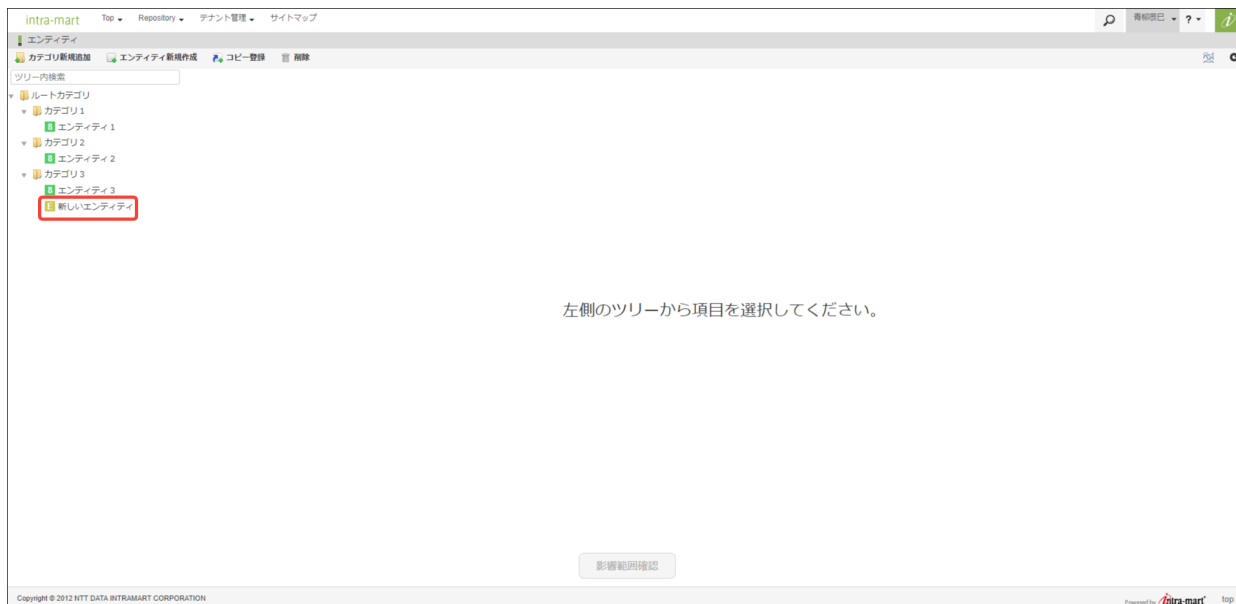 intra-mart Top Repository テナント管理 サイトマップ 青柳辰巳 ?
エンティティ
カテゴリ新規追加 エンティティ新規作成 コピー登録 削除
ツリー内検索
ルートカテゴリ
カテゴリ1
B エンティティ1
カテゴリ2
B エンティティ2
カテゴリ3
B エンティティ3
E 新しいエンティティ
左側のツリーから項目を選択してください。
影響範囲確認
Copyright © 2012 NTT DATA INTRAMART CORPORATION Powered by intra-mart top